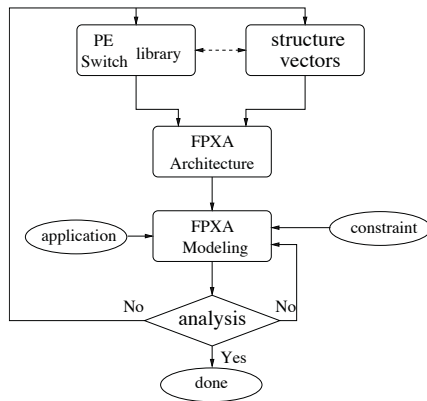 PE
Switch library
structure
vectors
FPXA
Architecture
FPXA
Modeling
application
constraint
No
No
analysis
Yes
done